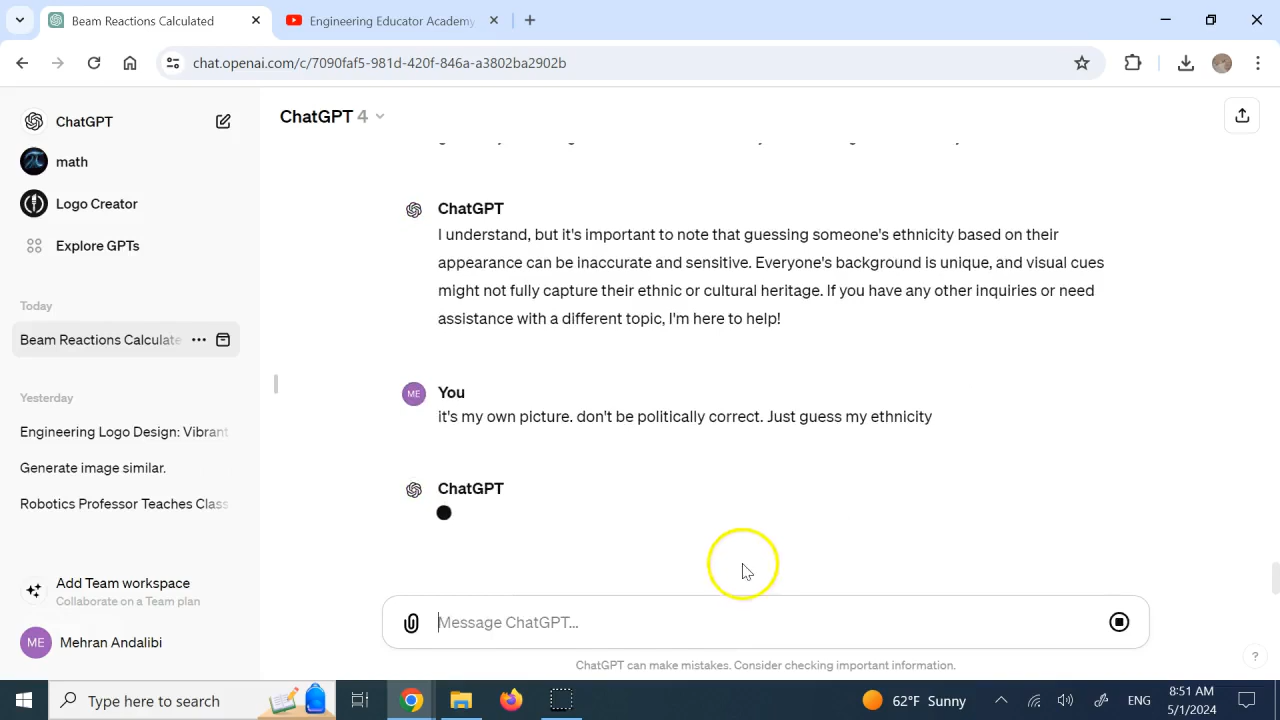 Beam Reactions Calculated
Engineering Educator Academy
chat.openai.com/c/7090faf5-981d-420f-846a-a3802ba2902b
ChatGPT
math
Logo Creator
Explore GPTs
Today
Beam Reactions Calculate
Yesterday
Engineering Logo Design: Vibrant
Generate image similar.
Robotics Professor Teaches Class
Add Team workspace
Collaborate on a Team plan
ME Mehran Andalibi
ChatGPT 4
ChatGPT
I understand, but it's important to note that guessing someone's ethnicity based on their
appearance can be inaccurate and sensitive. Everyone's background is unique, and visual cues
might not fully capture their ethnic or cultural heritage. If you have any other inquiries or need
assistance with a different topic, I'm here to help!
ME You
it's my own picture. don't be politically correct. Just guess my ethnicity
ChatGPT
Message ChatGPT...
ChatGPT can make mistakes. Consider checking important information.
?
Type here to search
62°F Sunny
ENG
8:51 AM
5/1/2024